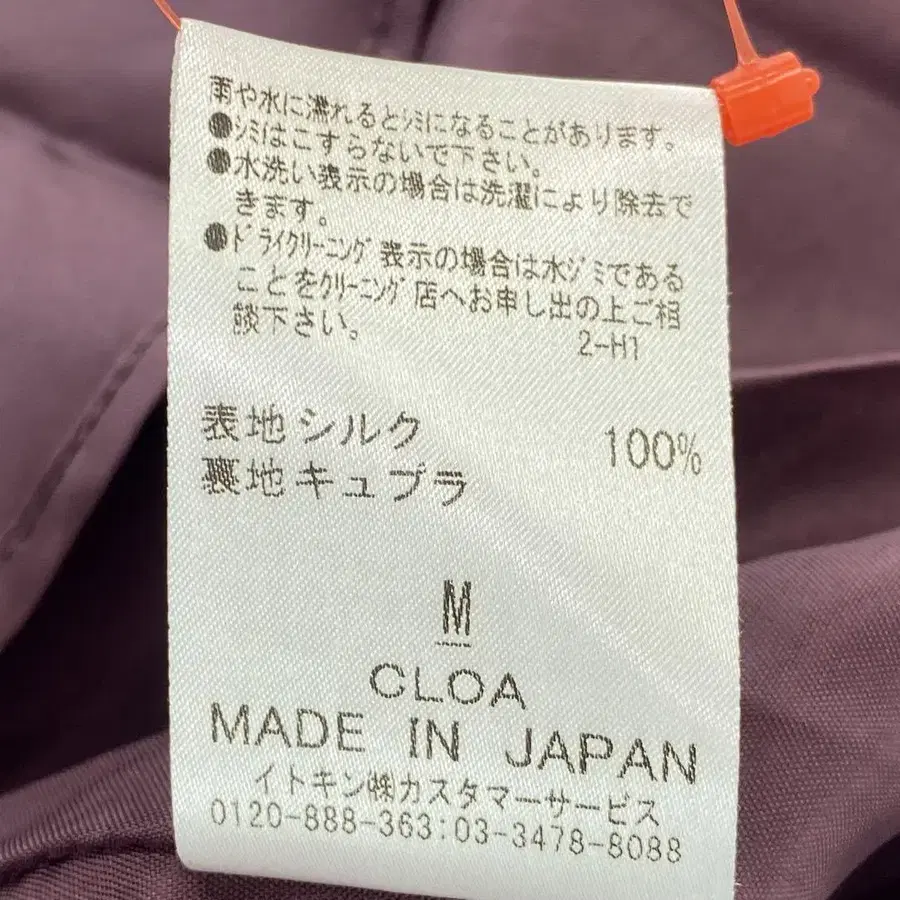 雨や水に濡れるとｼﾐになることがあります。
●ｼﾐはこすらないで下さい。
●水洗い表示の場合は洗濯により除去で
きます。
●ﾄﾞﾗｲｸﾘｰﾆﾝｸﾞ表示の場合は水ｼﾞﾐである
ことをｸﾘｰﾆﾝｸﾞ店へお申し出の上ご相
談下さい。
2-H1
表地シルク 100%
裏地キュプラ
M
CLOA
MADE IN JAPAN
イトキン㈱カスタマーサービス
0120-888-363:03-3478-8088